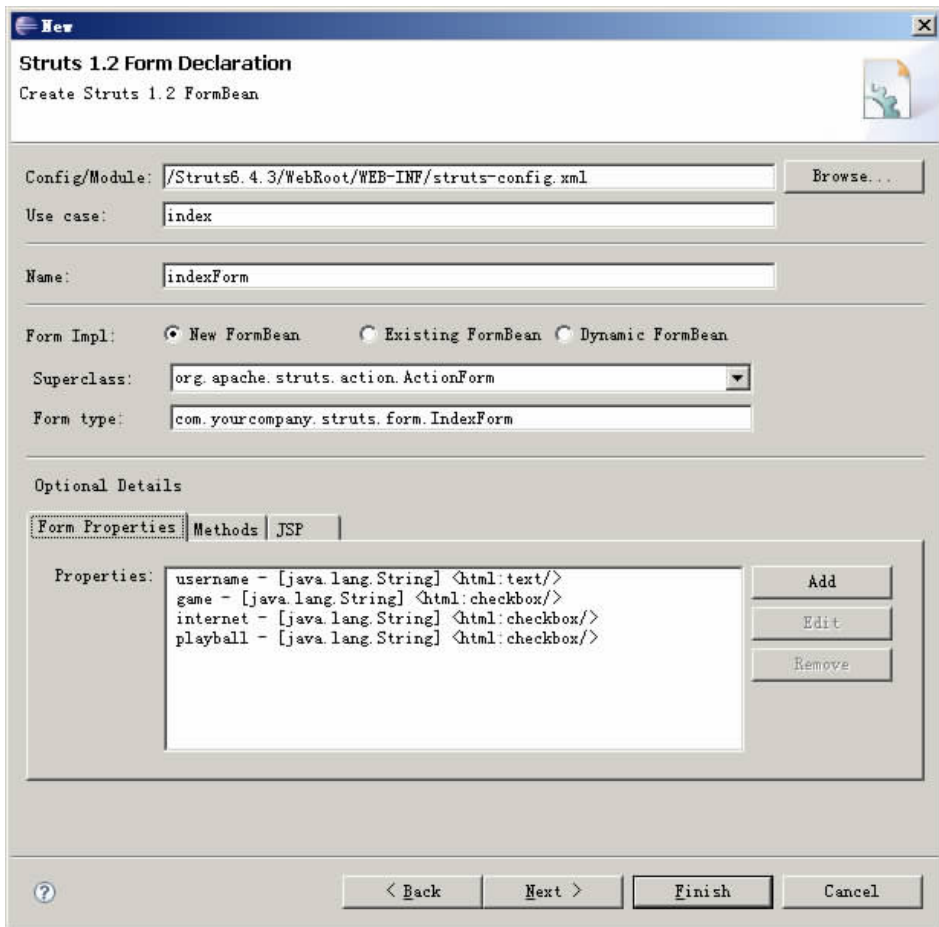 New
Struts 1.2 Form Declaration
Create Struts 1.2 FormBean
Config/Module: /Struts6.4.3/WebRoot/WEB-INF/struts-config.xml Browse...
Use case: index
Name: indexForm
Form Impl: New FormBean Existing FormBean Dynamic FormBean
Superclass: org.apache.struts.action.ActionForm
Form type: com.yourcompany.struts.form.IndexForm
Optional Details
Form Properties Methods JSP
Properties: username - [java.lang.String] <html:text/> Add
game - [java.lang.String] <html:checkbox/>
internet - [java.lang.String] <html:checkbox/> Edit
playball - [java.lang.String] <html:checkbox/>
Remove
? < Back Next > Finish Cancel